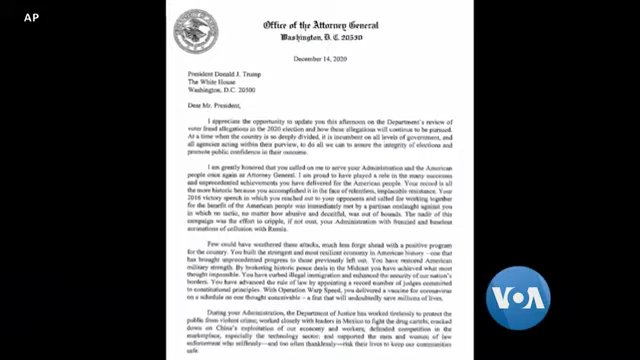 AP
Office of the Attorney General
Washington, D. C. 20530
December 14, 2020
President Donald J. Trump
The White House
Washington, D.C. 20500
Dear Mr. President,
I appreciate the opportunity to update you this afternoon on the Department's review of
voter fraud allegations in the 2020 election and how these allegations will continue to be pursued.
At a time when the country is so deeply divided, it is incumbent on all levels of government, and
all agencies acting within their purview, to do all we can to assure the integrity of elections and
promote public confidence in their outcome.
I am greatly honored that you called on me to serve your Administration and the American
people once again as Attorney General. I am proud to have played a role in the many successes
and unprecedented achievements you have delivered for the American people. Your record is all
the more historic because you accomplished it in the face of relentless, implacable resistance. Your
2016 victory speech in which you reached out to your opponents and called for working together
for the benefit of the American people was immediately met by a partisan onslaught against you
in which no tactic, no matter how abusive and deceitful, was out of bounds. The nadir of this
campaign was the effort to cripple, if not oust, your Administration with frenzied and baseless
accusations of collusion with Russia.
Few could have weathered these attacks, much less forge ahead with a positive program
for the country. You built the strongest and most resilient economy in American history – one that
has brought unprecedented progress to those previously left out. You have restored American
military strength. By brokering historic peace deals in the Mideast you have achieved what most
thought impossible. You have curbed illegal immigration and enhanced the security of our nation's
borders. You have advanced the rule of law by appointing a record number of judges committed
to constitutional principles. With Operation Warp Speed, you delivered a vaccine for coronavirus
on a schedule no one thought conceivable – a feat that will undoubtedly save millions of lives.
During your Administration, the Department of Justice has worked tirelessly to protect the
public from violent crime; worked closely with leaders in Mexico to fight the drug cartels; cracked
down on China's exploitation of our economy and workers; defended competition in the
marketplace, especially the technology sector; and supported the men and women of law
enforcement who selflessly – and too often thanklessly – risk their lives to keep our communities
safe.
VOA